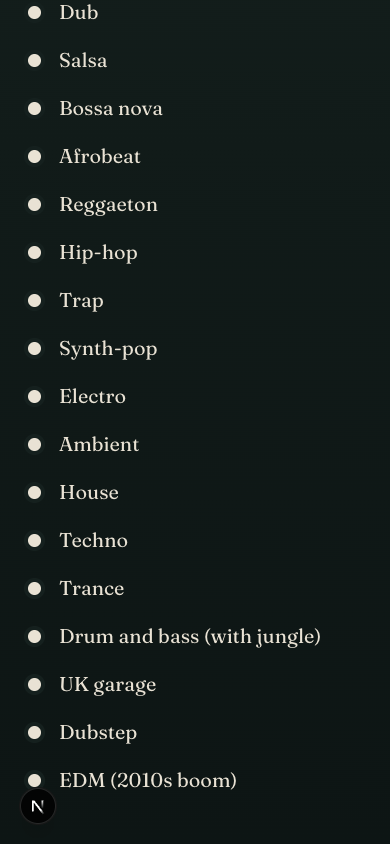 Dub
Salsa
Bossa nova
Afrobeat
Reggaeton
Hip-hop
Trap
Synth-pop
Electro
Ambient
House
Techno
Trance
Drum and bass (with jungle)
UK garage
Dubstep
EDM (2010s boom)
N